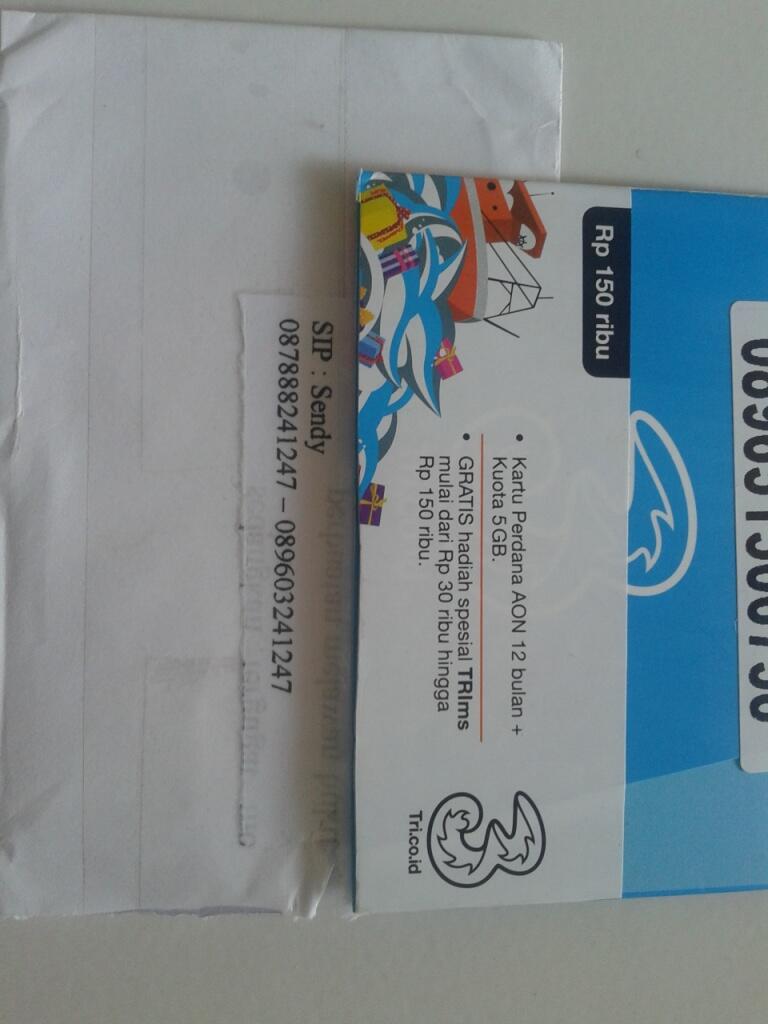 SIP : Sendy
087888241247 – 089603241247
Rp 150 ribu
• Kartu Perdana AON 12 bulan +
Kuota 5GB.
• GRATIS hadiah spesial TRIms
mulai dari Rp 30 ribu hingga
Rp 150 ribu.
Tri.co.id